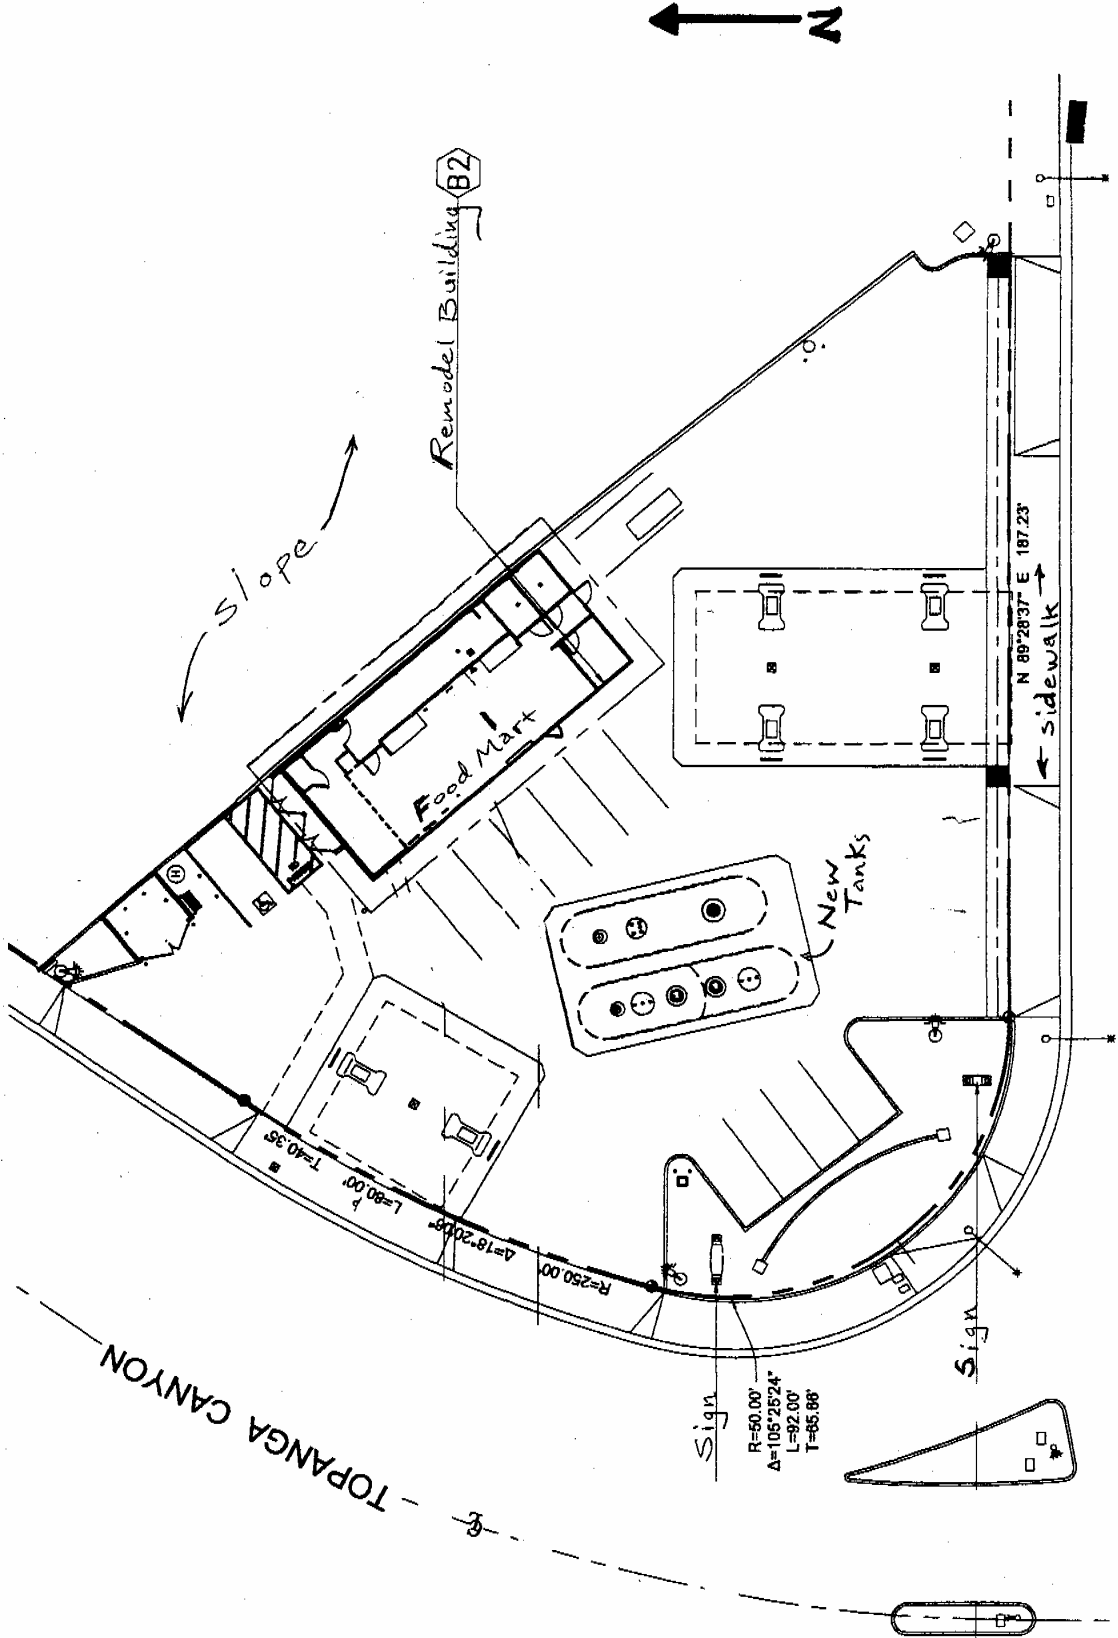 N
B2
Remodel Building
slope
Food Mart
New
Tanks
N 89°28'37" E 187.23'
Sidewalk
T=40.35'
L=80.00'
Δ=18°20'06"
R=250.00'
R=50.00'
Δ=105°25'24"
L=92.00'
T=65.66'
Sign
Sign
TOPANGA CANYON
H